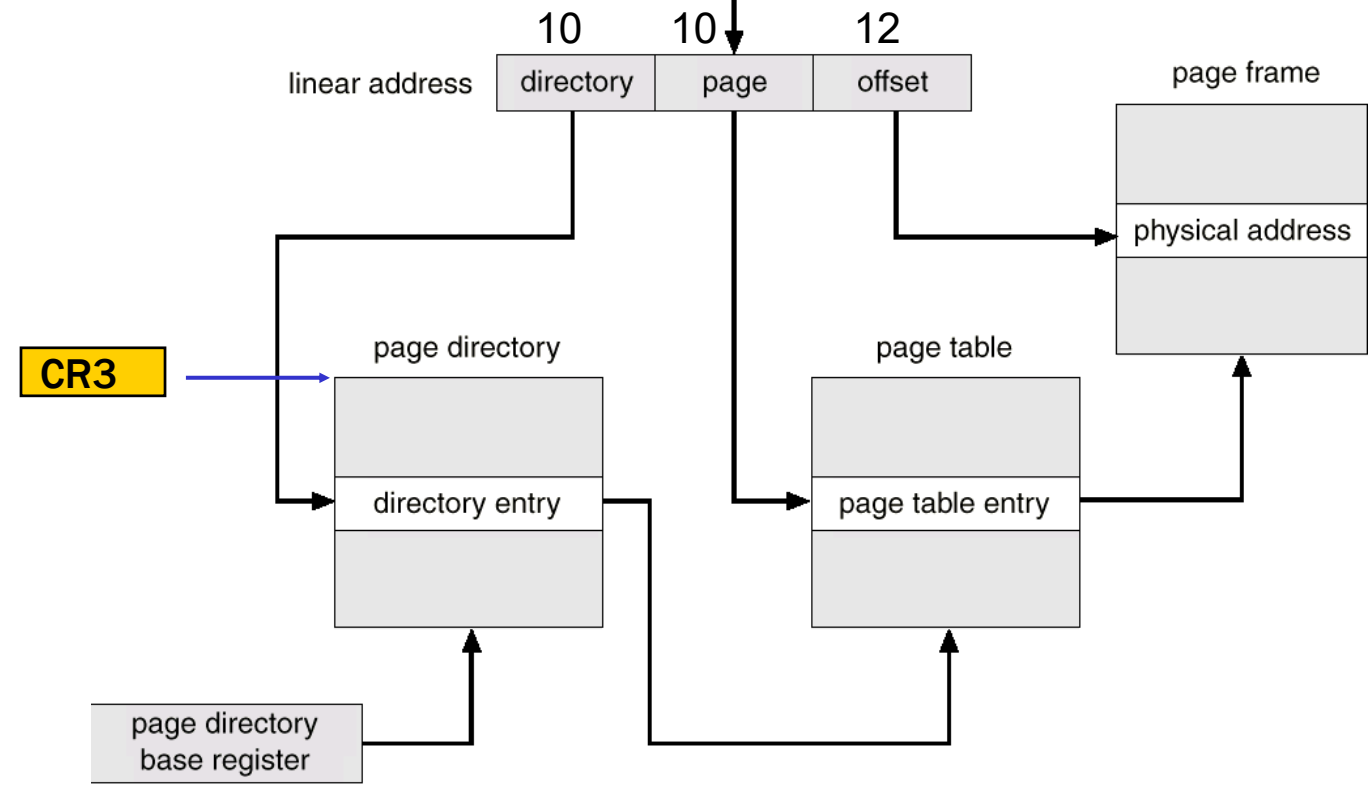 10 10 12
linear address directory page offset
page frame
physical address
page directory
page table
CR3
directory entry
page table entry
page directory
base register